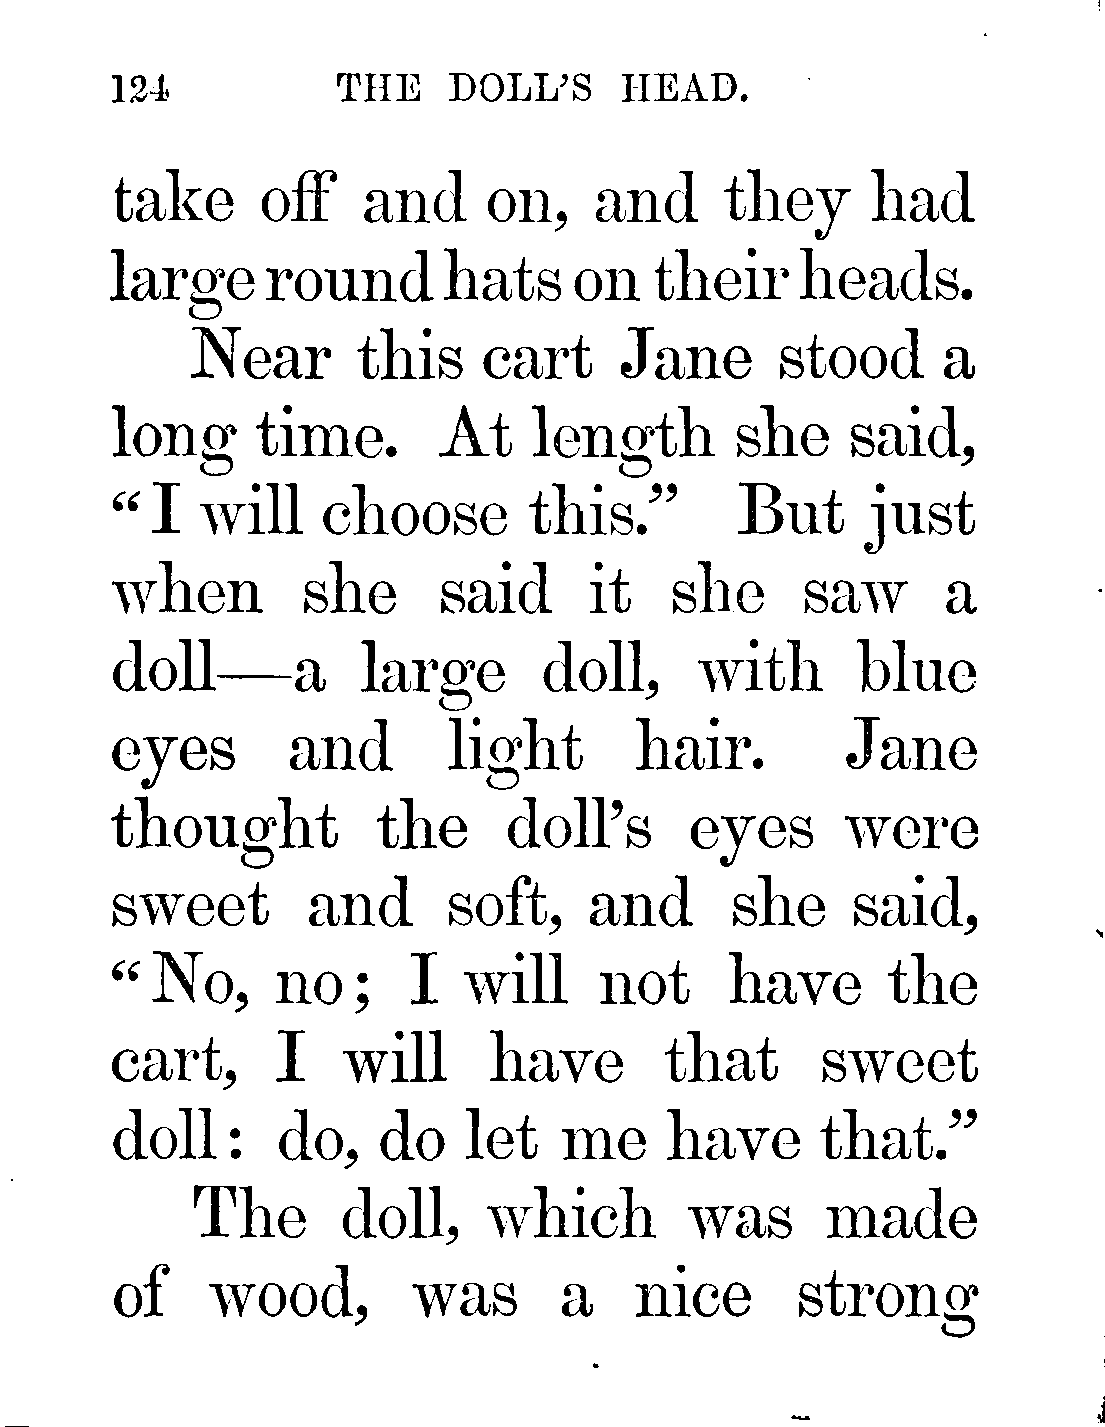 124 THE DOLL'S HEAD.
take off and on, and they had
large round hats on their heads.
Near this cart Jane stood a
long time. At length she said,
“I will choose this.” But just
when she said it she saw a
doll—a large doll, with blue
eyes and light hair. Jane
thought the doll’s eyes were
sweet and soft, and she said,
“No, no; I will not have the
cart, I will have that sweet
doll: do, do let me have that.”
The doll, which was made
of wood, was a nice strong